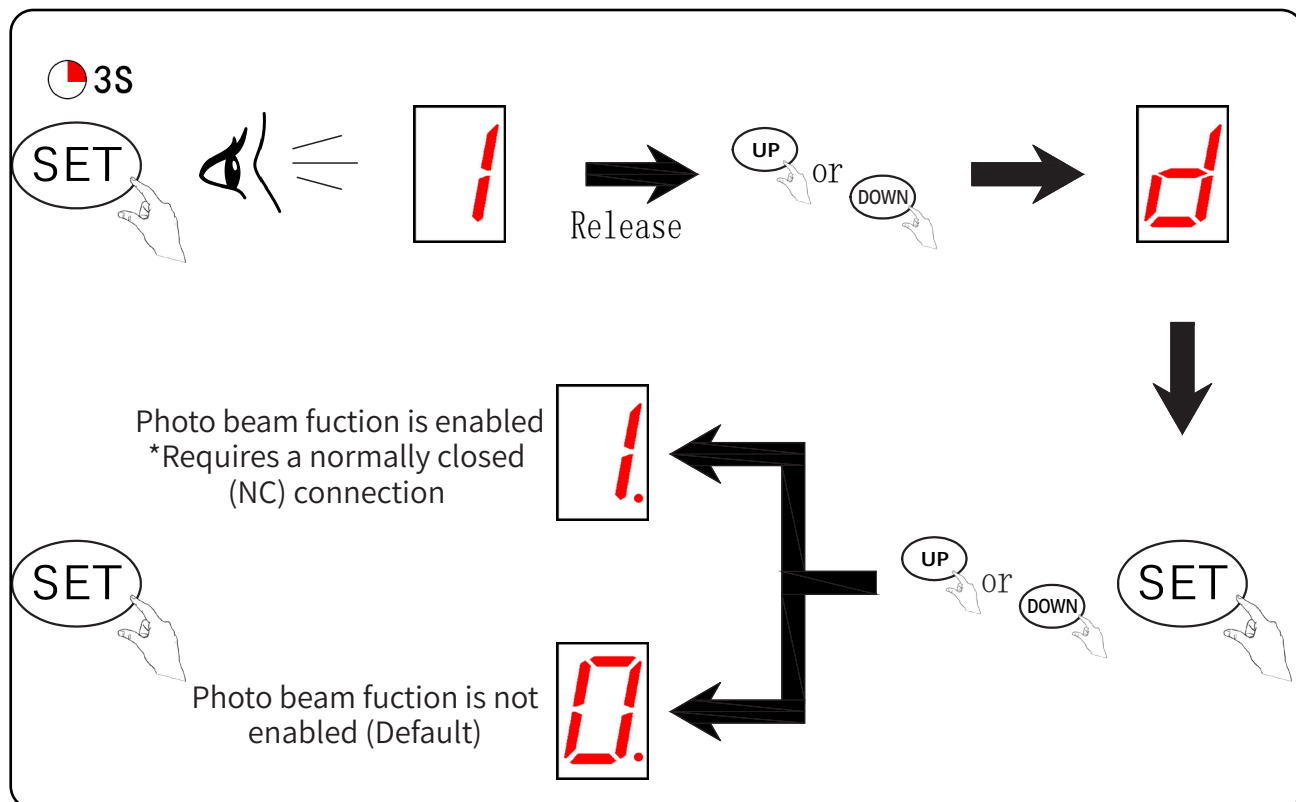 3S
SET
1
Release
UP
or
DOWN
d
Photo beam fuction is enabled
*Requires a normally closed
(NC) connection
1.
SET
UP
or
DOWN
SET
Photo beam fuction is not
enabled (Default)
0.